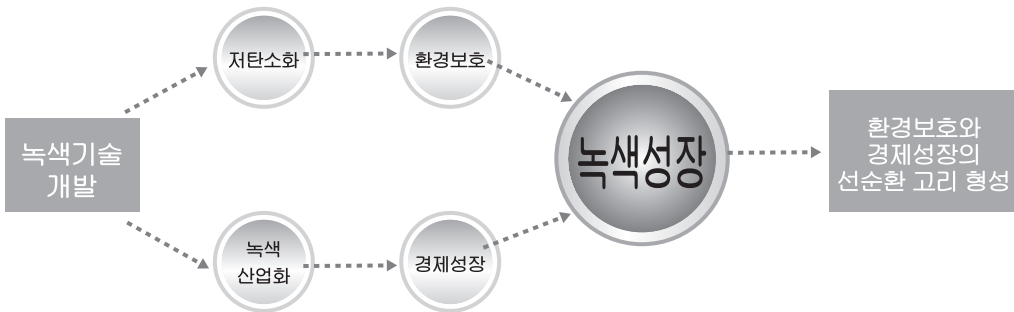 녹색기술
개발
저탄소화
환경보호
녹색
산업화
경제성장
녹색성장
환경보호와
경제성장의
선순환 고리 형성